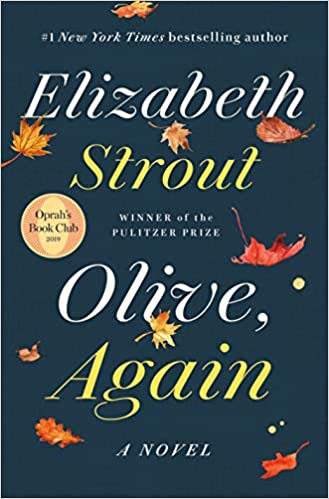 #1 New York Times bestselling author
Elizabeth
Strout
Oprah's
Book Club
2019
WINNER of the
PULITZER PRIZE
Olive,
Again
A NOVEL